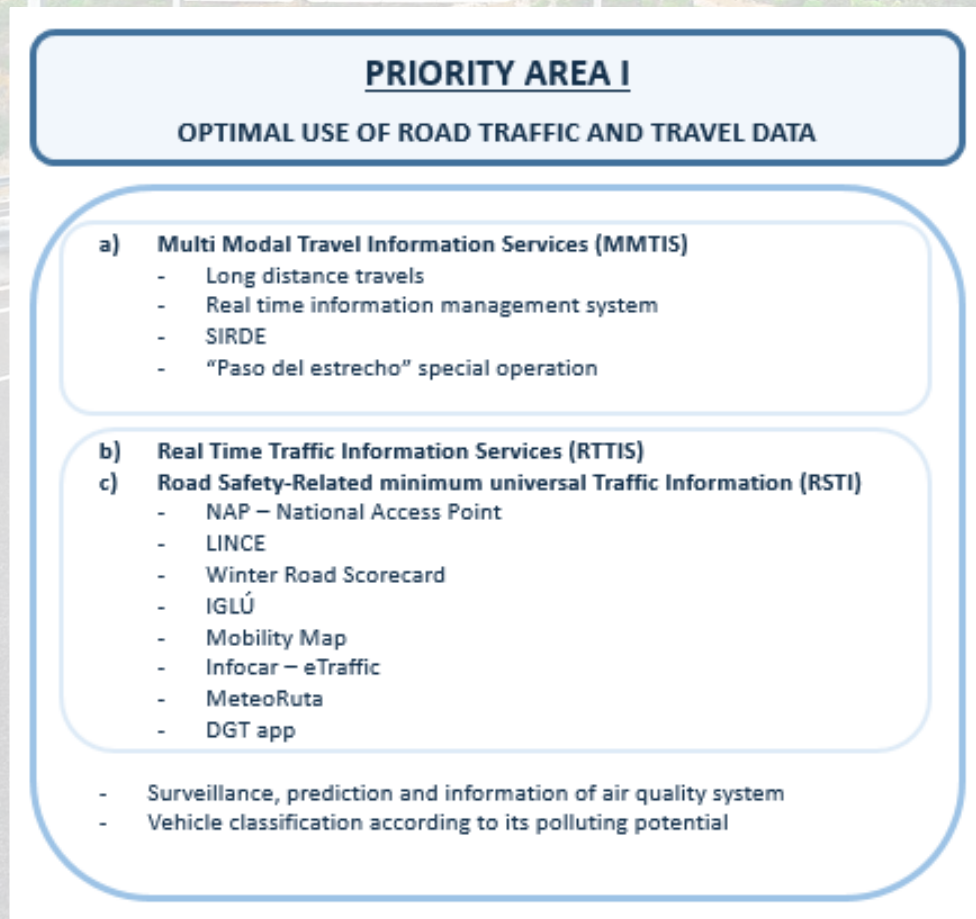 PRIORITY AREA I
OPTIMAL USE OF ROAD TRAFFIC AND TRAVEL DATA
a) Multi Modal Travel Information Services (MMTIS)
- Long distance travels
- Real time information management system
- SIRDE
- “Paso del estrecho” special operation
b) Real Time Traffic Information Services (RTTIS)
c) Road Safety-Related minimum universal Traffic Information (RSTI)
- NAP – National Access Point
- LINCE
- Winter Road Scorecard
- IGLÚ
- Mobility Map
- Infocar – eTraffic
- MeteoRuta
- DGT app
- Surveillance, prediction and information of air quality system
- Vehicle classification according to its polluting potential